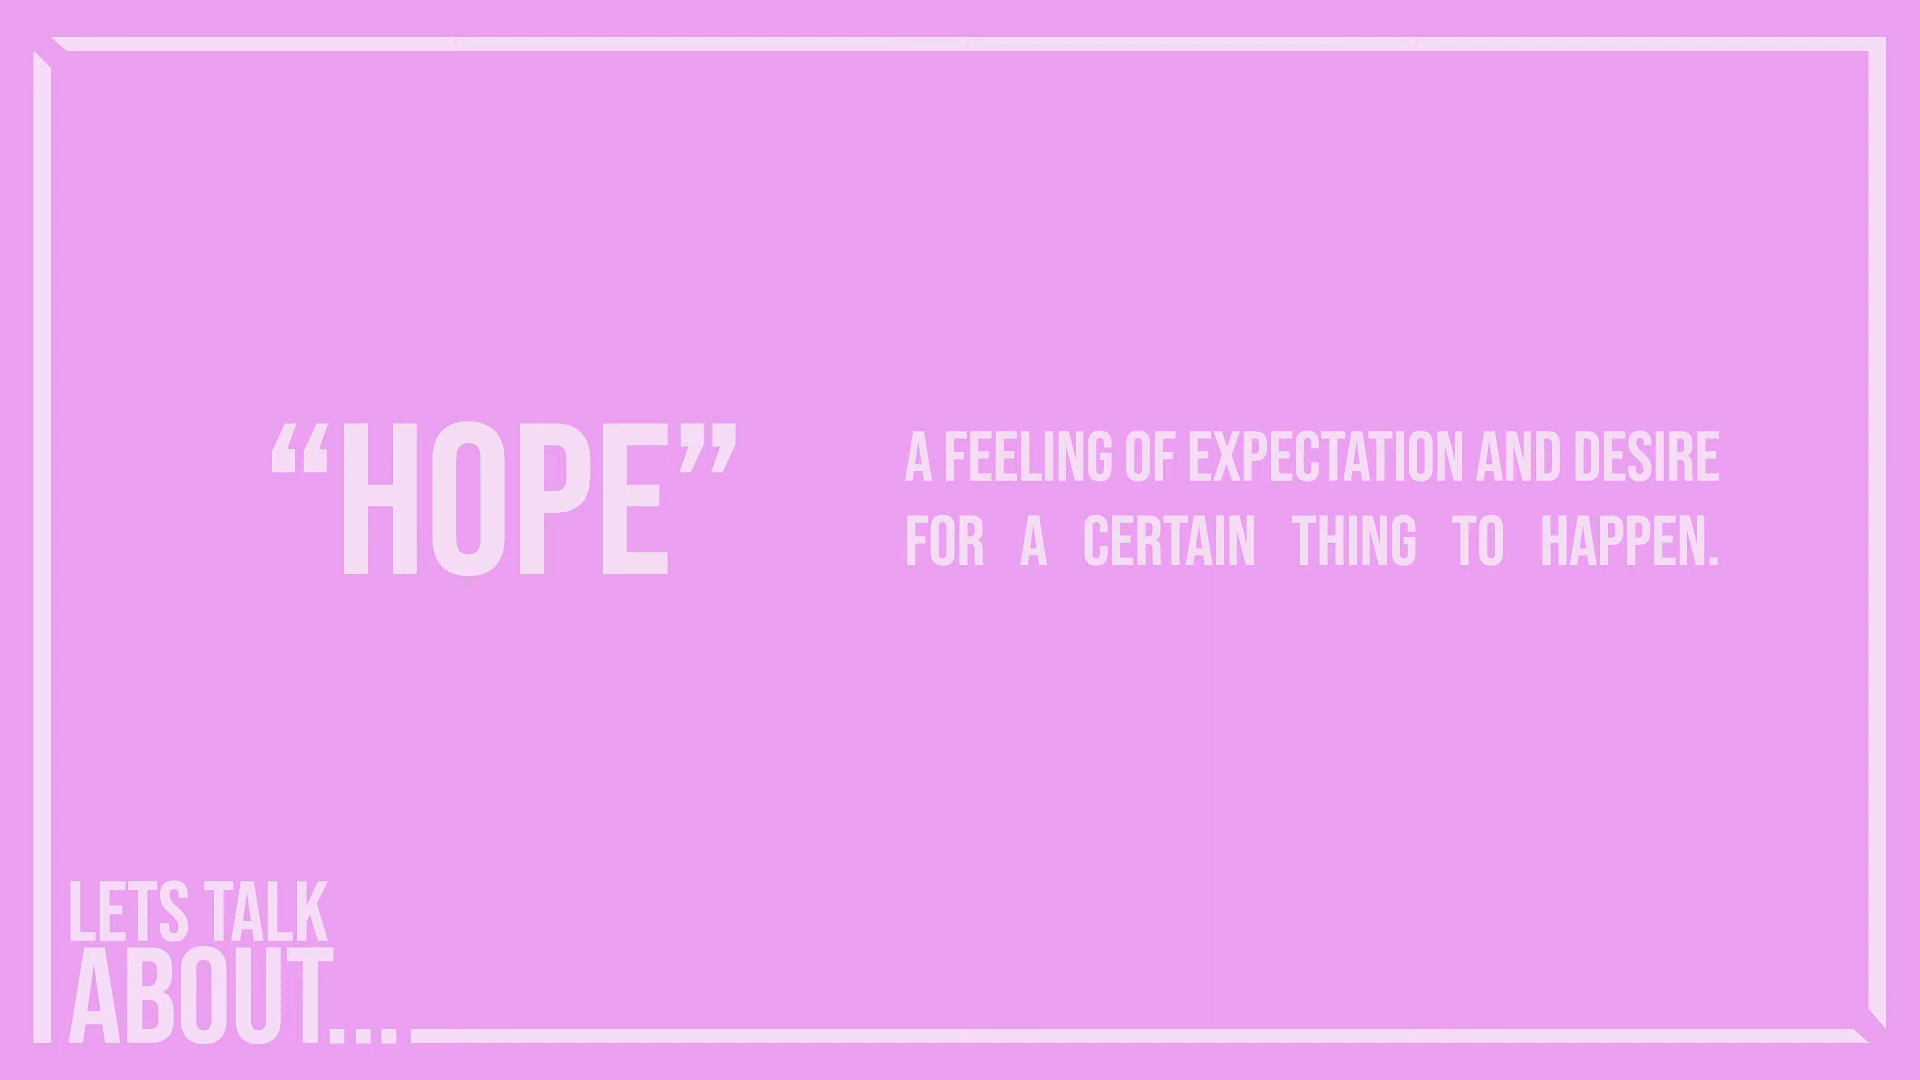 “HOPE”
A FEELING OF EXPECTATION AND DESIRE
FOR A CERTAIN THING TO HAPPEN.
LETS TALK
ABOUT...